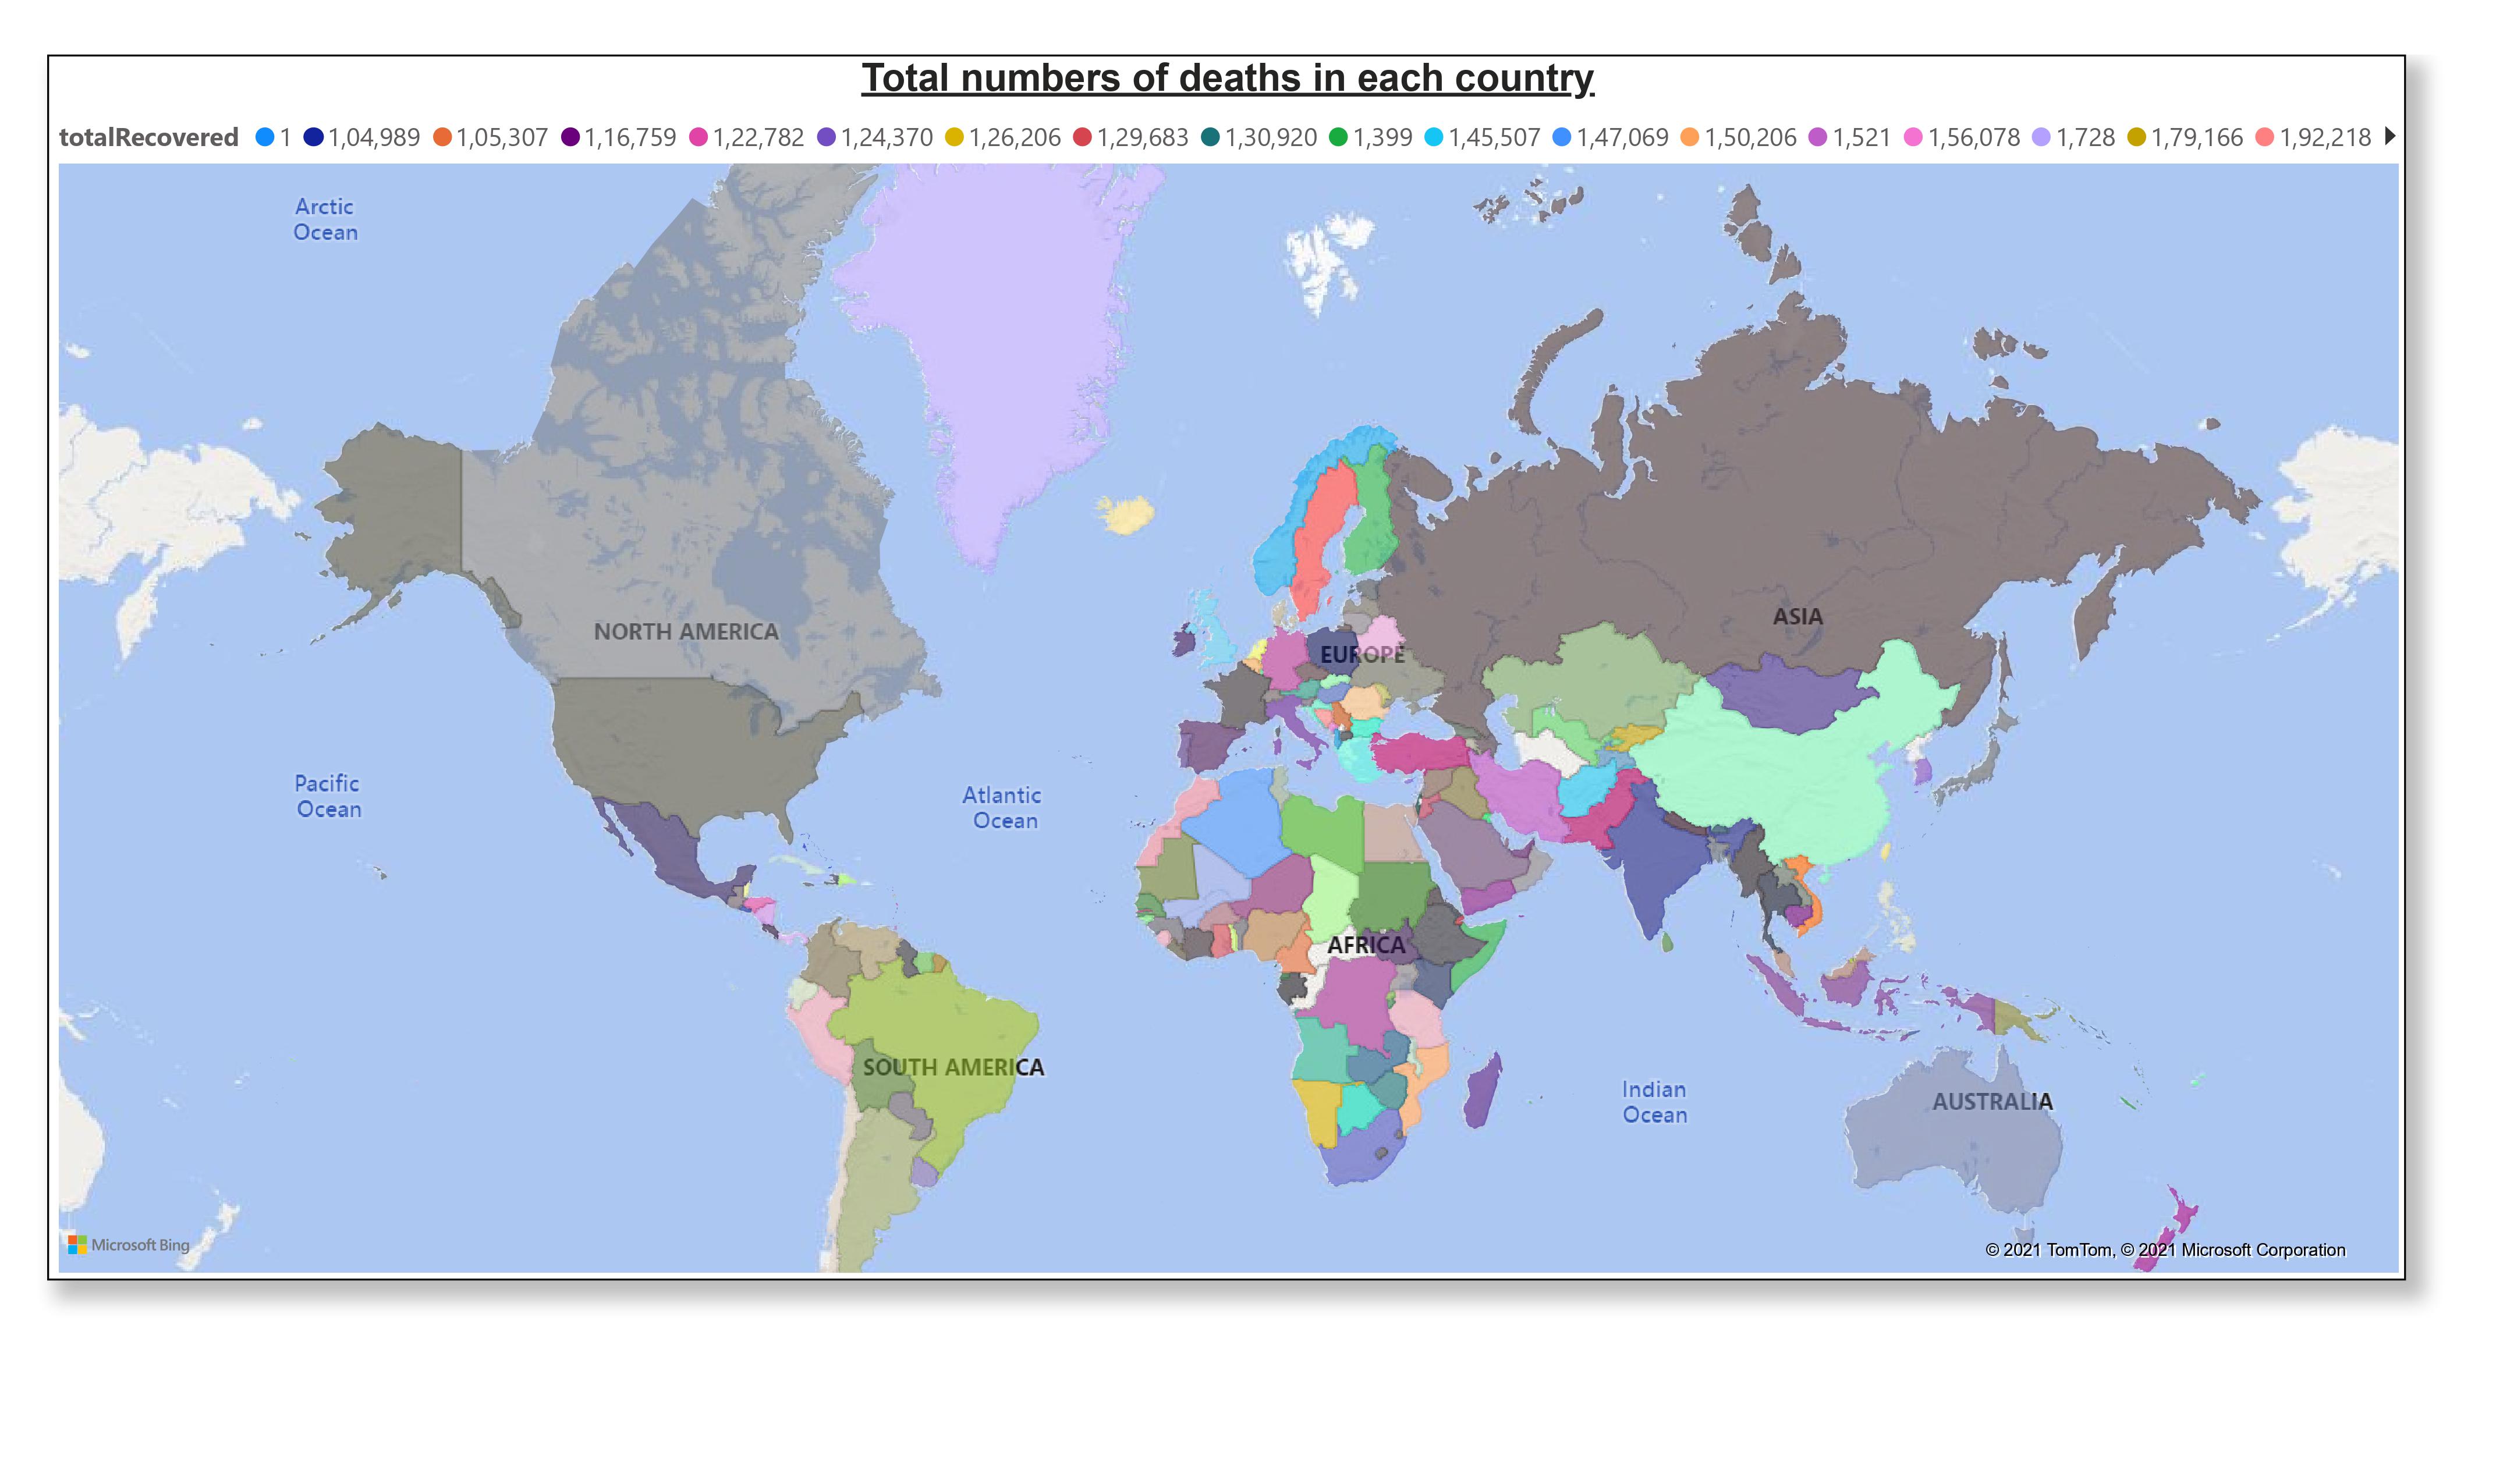 Total numbers of deaths in each country
totalRecovered 1 1,04,989 1,05,307 1,16,759 1,22,782 1,24,370 1,26,206 1,29,683 1,30,920 1,399 1,45,507 1,47,069 1,50,206 1,521 1,56,078 1,728 1,79,166 1,92,218
Arctic
Ocean
NORTH AMERICA
ASIA
EUROPE
Pacific
Ocean
Atlantic
Ocean
AFRICA
SOUTH AMERICA
Indian
Ocean
AUSTRALIA
Microsoft Bing
© 2021 TomTom, © 2021 Microsoft Corporation